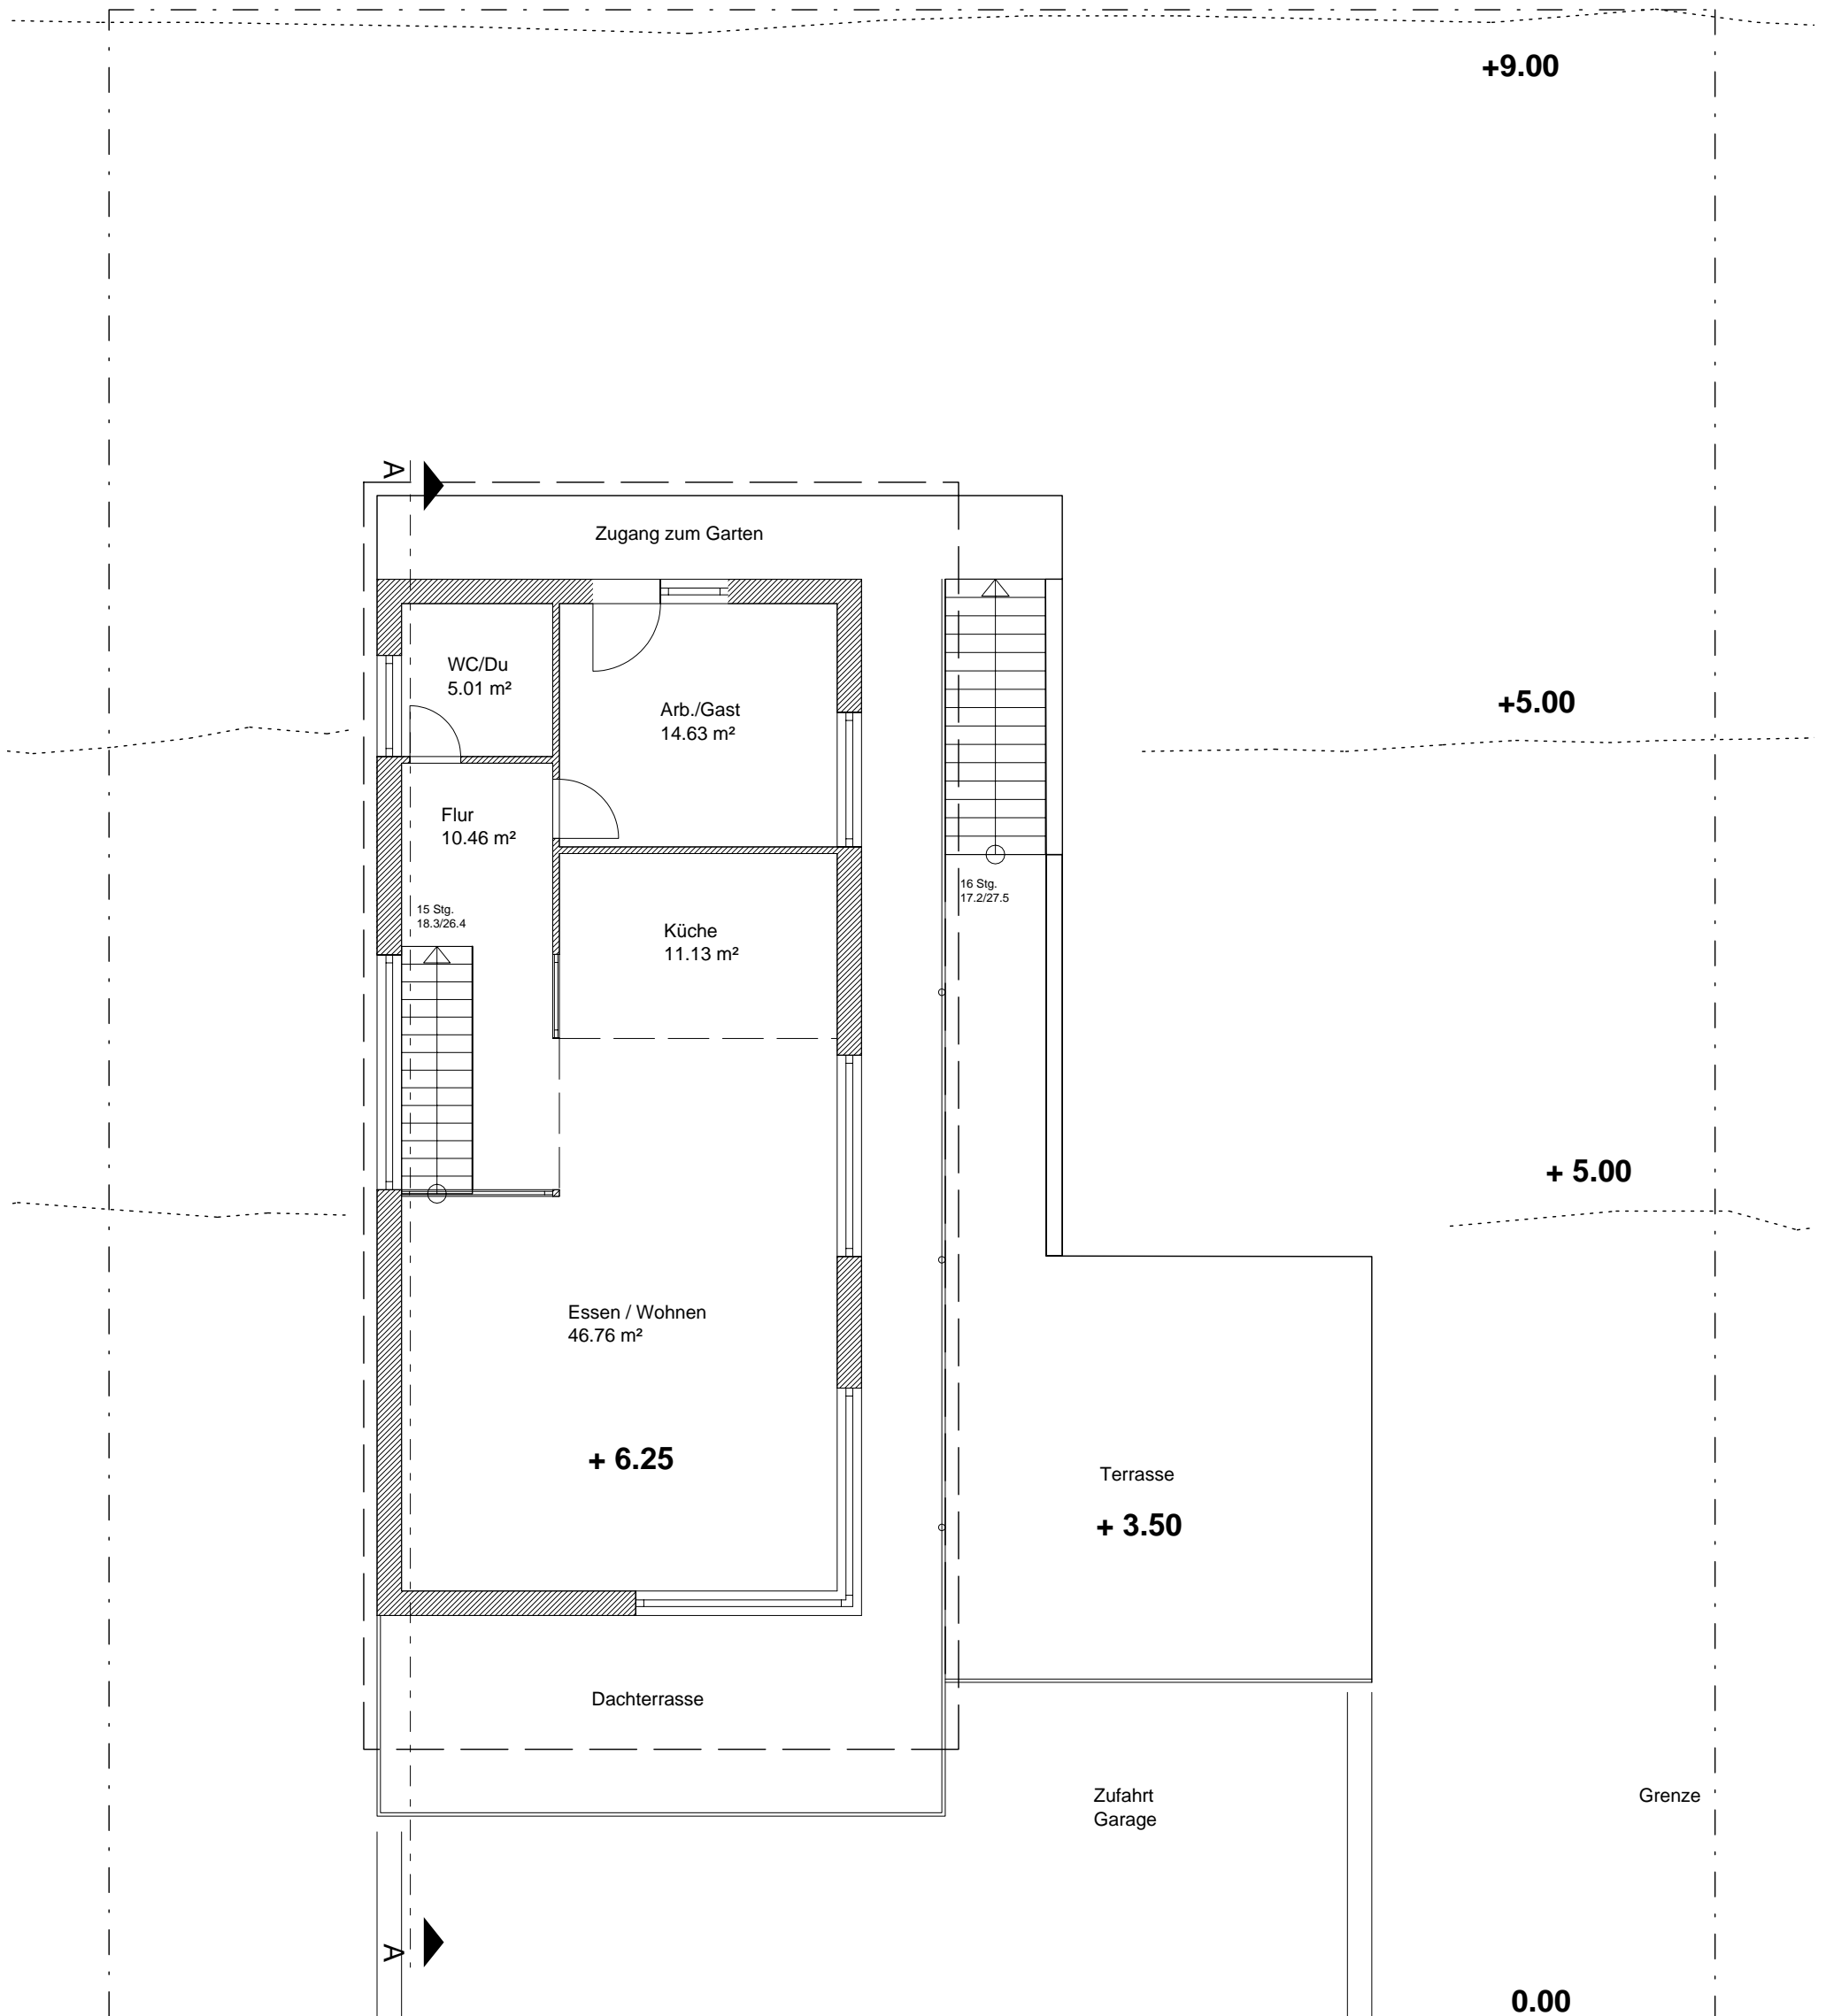 +9.00
A
Zugang zum Garten
WC/Du
5.01 m²
Arb./Gast
14.63 m²
+5.00
Flur
10.46 m²
15 Stg.
18.3/26.4
16 Stg.
17.2/27.5
Küche
11.13 m²
+ 5.00
Essen / Wohnen
46.76 m²
+ 6.25
Terrasse
+ 3.50
Dachterrasse
Zufahrt
Garage
Grenze
A
0.00